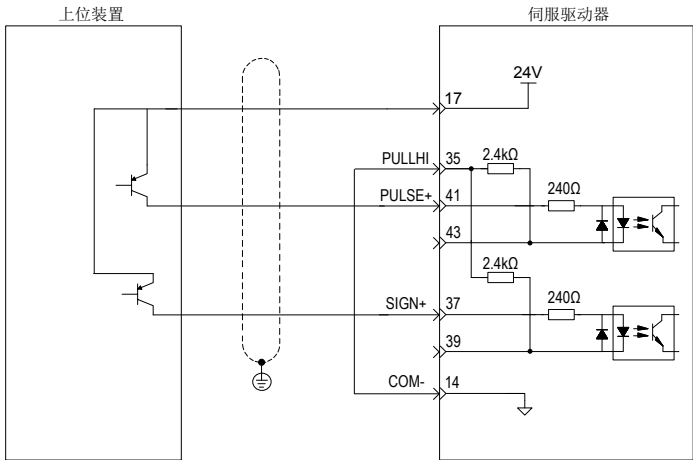 上位装置
伺服驱动器
24V
17
PULLHI 35 2.4kΩ
240Ω
PULSE+ 41
43
2.4kΩ
240Ω
SIGN+ 37
39
COM- 14